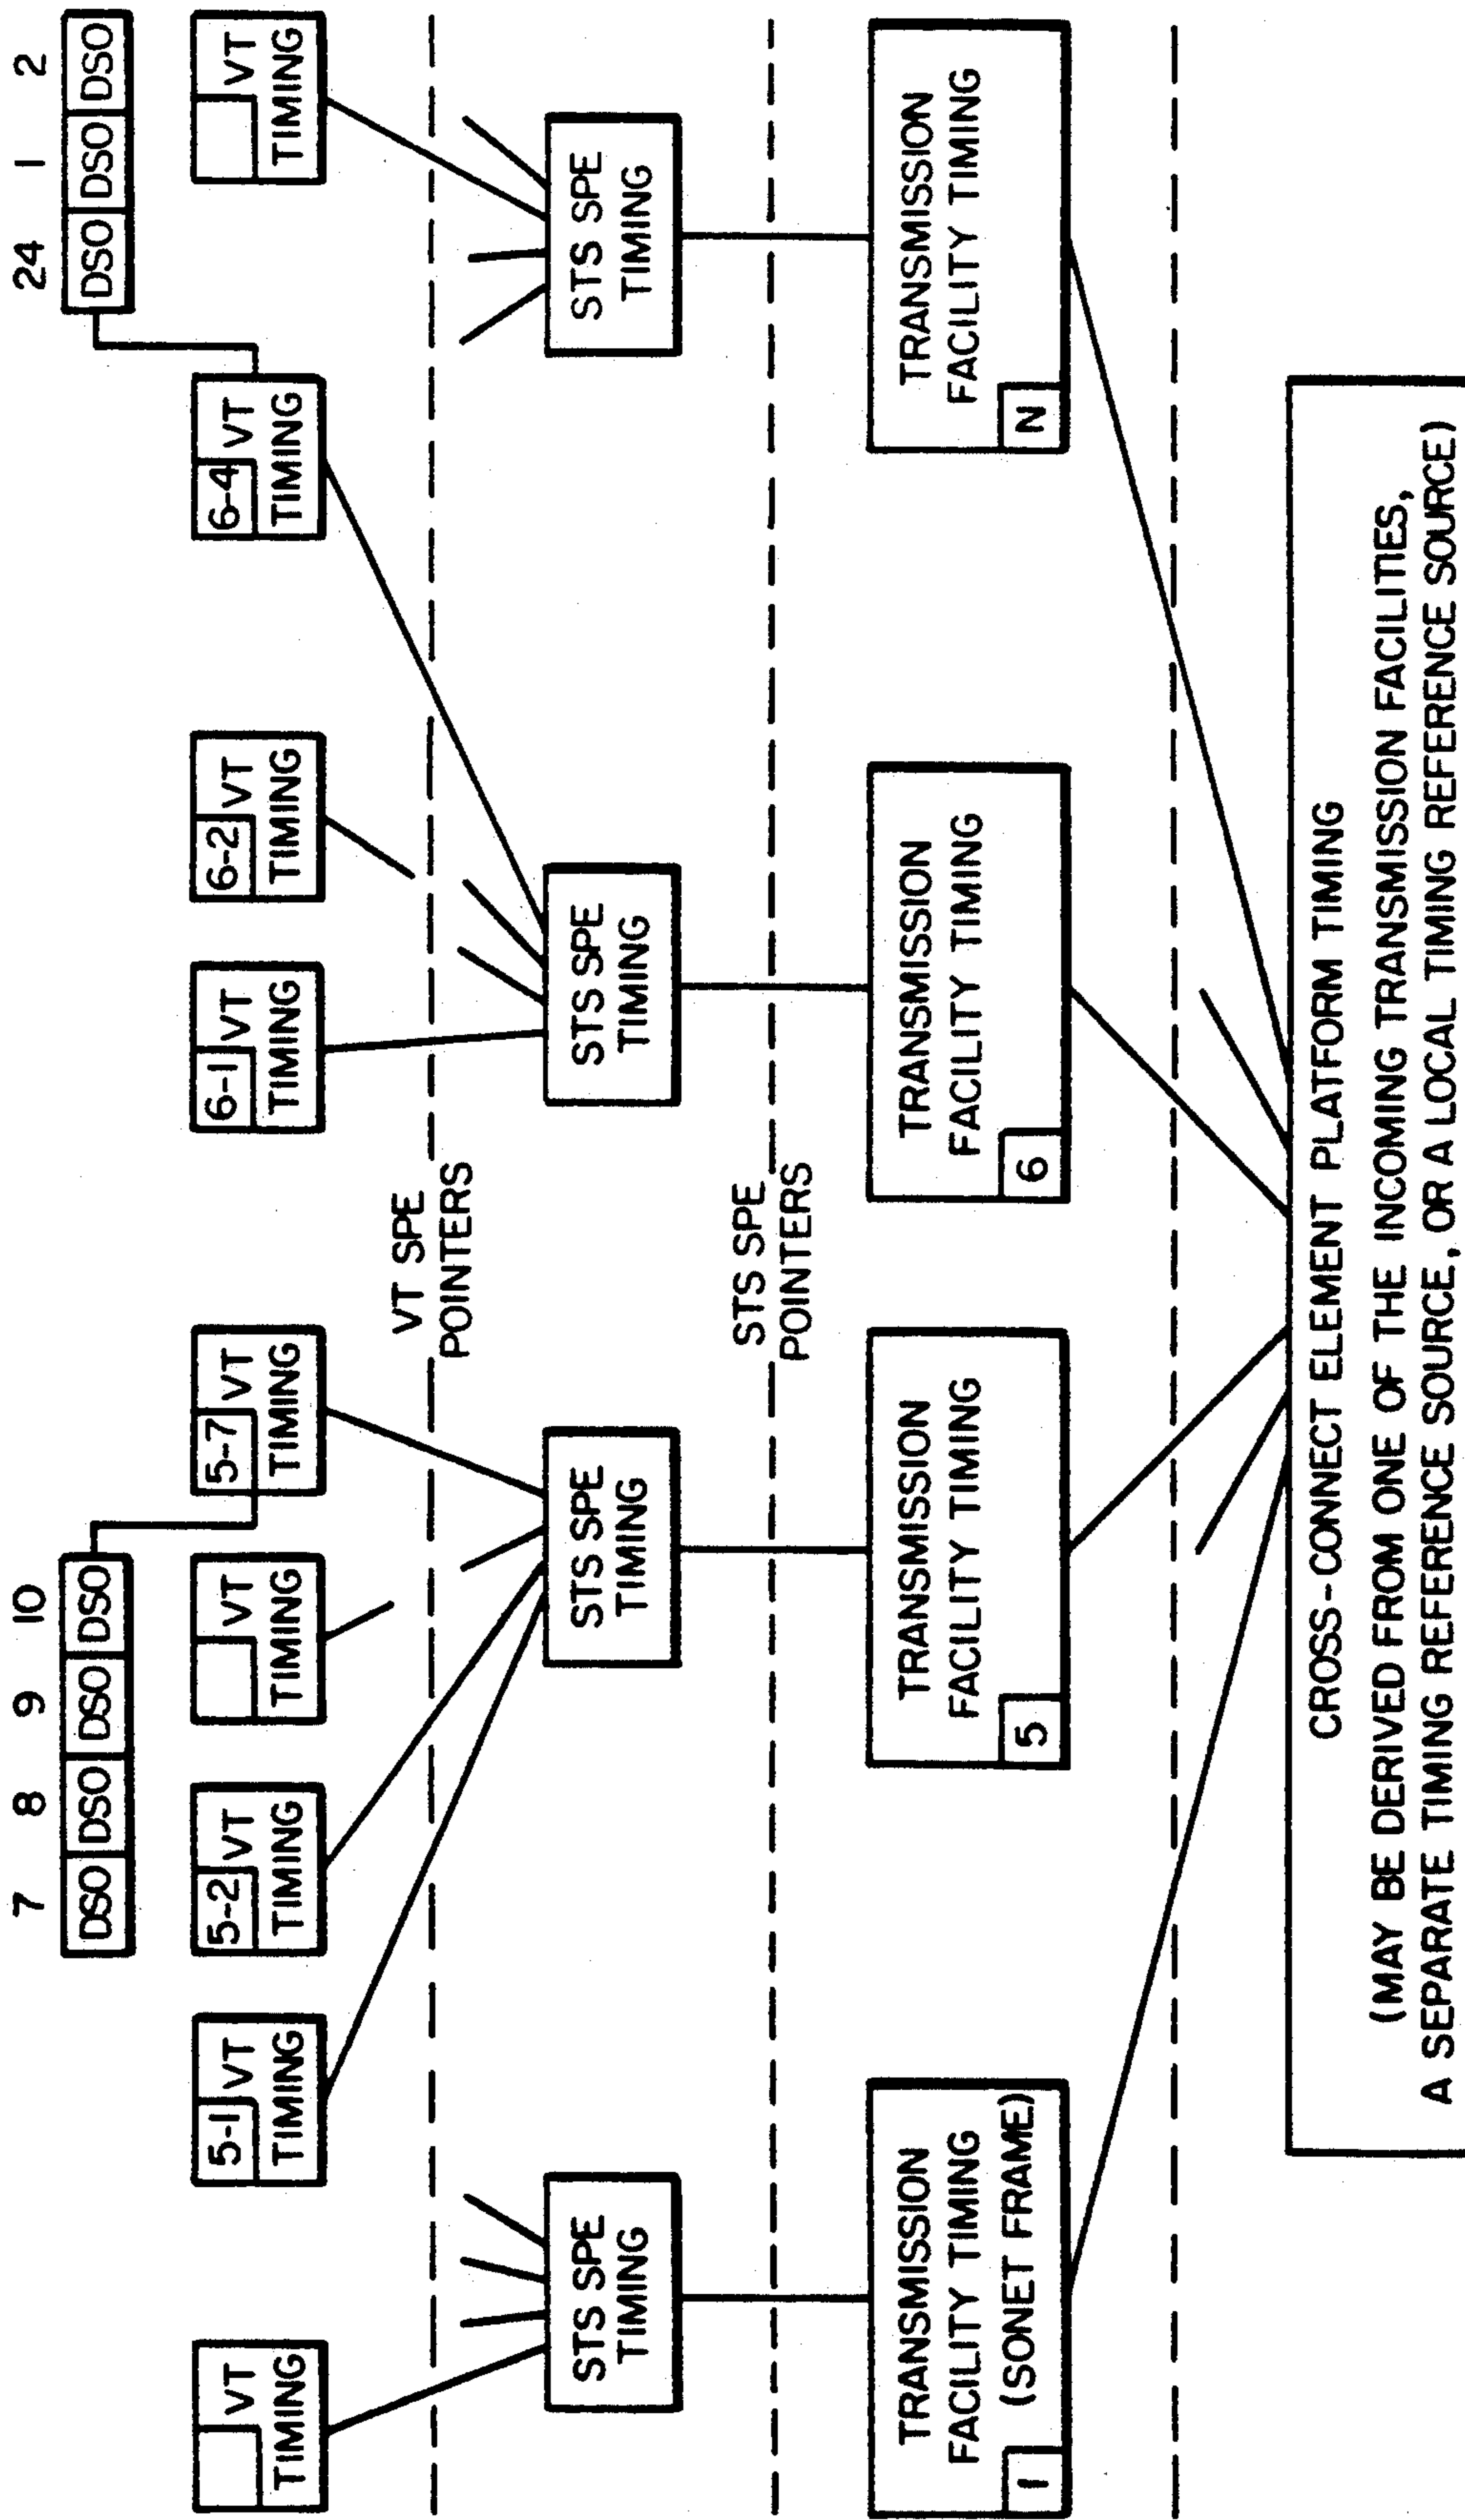 7 8 9 10
24 1 2
DSO DSO DSO DSO
DSO DSO DSO
VT
TIMING
5-1 VT
TIMING
5-2 VT
TIMING
VT
TIMING
5-7 VT
TIMING
6-1 VT
TIMING
6-2 VT
TIMING
6-4 VT
TIMING
VT
TIMING
VT SPE
POINTERS
STS SPE
TIMING
STS SPE
TIMING
STS SPE
TIMING
STS SPE
TIMING
STS SPE
POINTERS
TRANSMISSION
FACILITY TIMING
(SONET FRAME)
1
TRANSMISSION
FACILITY TIMING
5
TRANSMISSION
FACILITY TIMING
6
TRANSMISSION
FACILITY TIMING
N
CROSS-CONNECT ELEMENT PLATFORM TIMING
(MAY BE DERIVED FROM ONE OF THE INCOMING TRANSMISSION FACILITIES,
A SEPARATE TIMING REFERENCE SOURCE, OR A LOCAL TIMING REFERENCE SOURCE)